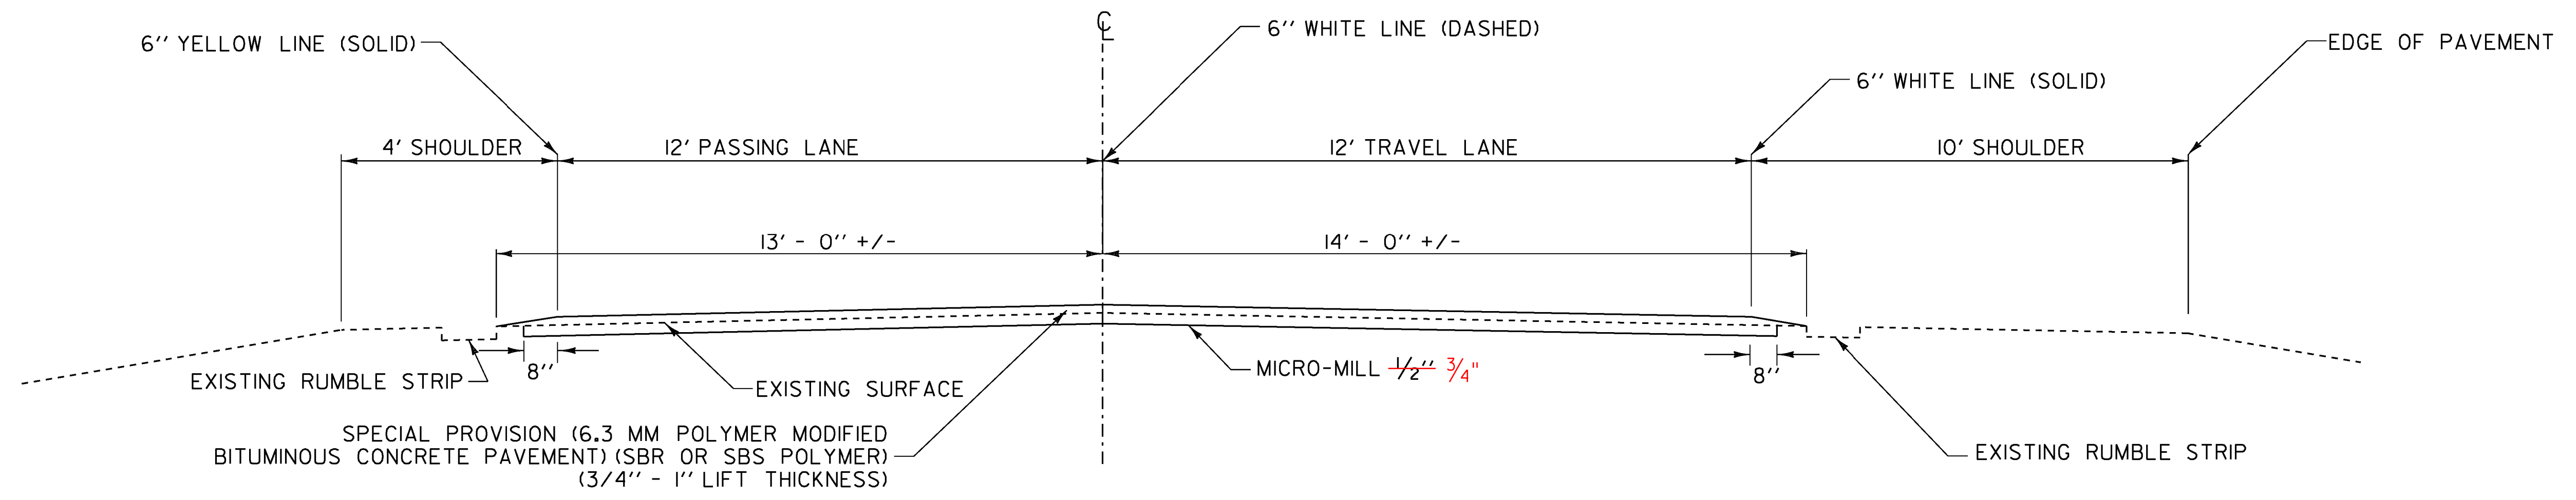 ℄
6'' WHITE LINE (DASHED)
6'' YELLOW LINE (SOLID)
EDGE OF PAVEMENT
6'' WHITE LINE (SOLID)
4' SHOULDER
12' PASSING LANE
12' TRAVEL LANE
10' SHOULDER
13' - 0'' +/-
14' - 0'' +/-
8''
8''
MICRO-MILL 1/2'' 3/4"
EXISTING RUMBLE STRIP
EXISTING SURFACE
SPECIAL PROVISION (6.3 MM POLYMER MODIFIED
BITUMINOUS CONCRETE PAVEMENT) (SBR OR SBS POLYMER)
(3/4'' - 1'' LIFT THICKNESS)
EXISTING RUMBLE STRIP